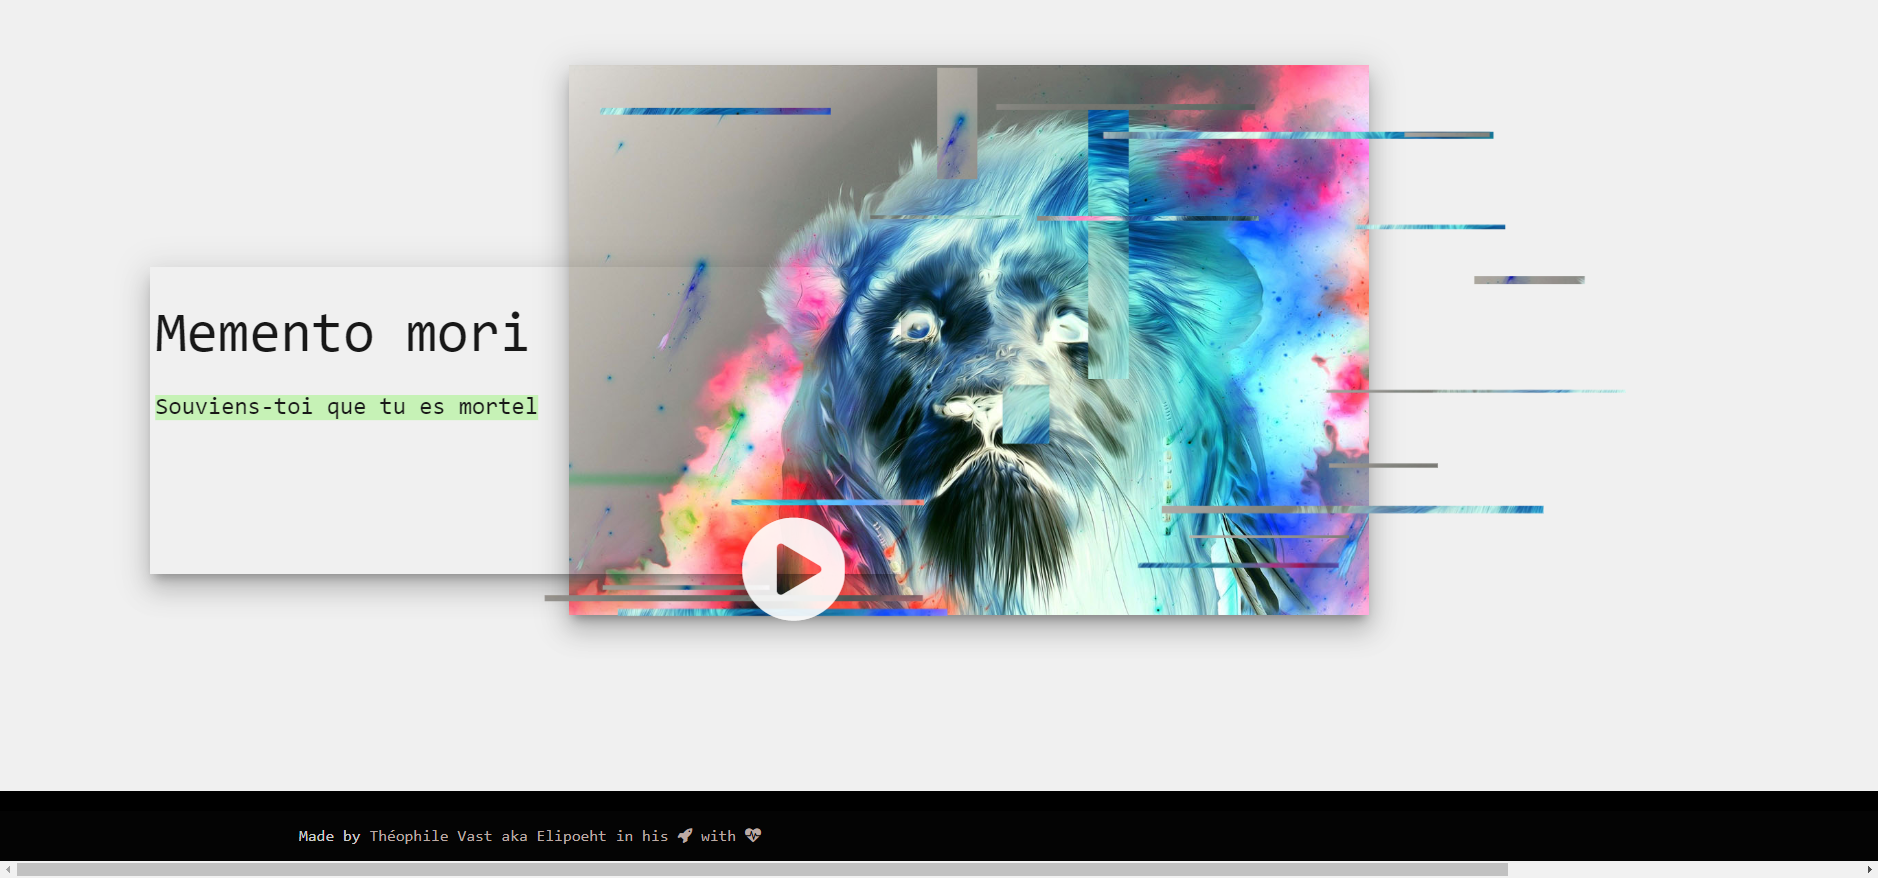 Memento mori
Souviens-toi que tu es mortel
Made by Théophile Vast aka Elipoeht in his with